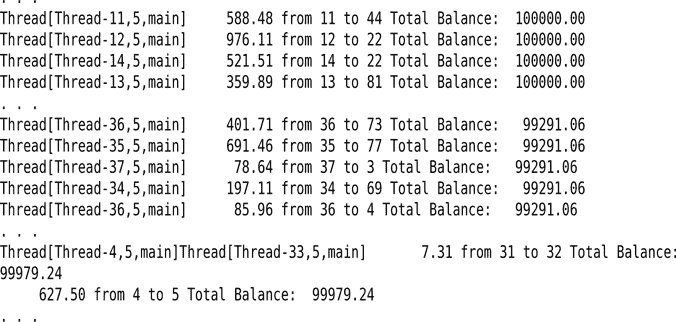 . . .
Thread[Thread-11,5,main]     588.48 from 11 to 44 Total Balance:  100000.00
Thread[Thread-12,5,main]     976.11 from 12 to 22 Total Balance:  100000.00
Thread[Thread-14,5,main]     521.51 from 14 to 22 Total Balance:  100000.00
Thread[Thread-13,5,main]     359.89 from 13 to 81 Total Balance:  100000.00
. . .
Thread[Thread-36,5,main]     401.71 from 36 to 73 Total Balance:   99291.06
Thread[Thread-35,5,main]     691.46 from 35 to 77 Total Balance:   99291.06
Thread[Thread-37,5,main]      78.64 from 37 to 3 Total Balance:   99291.06
Thread[Thread-34,5,main]     197.11 from 34 to 69 Total Balance:   99291.06
Thread[Thread-36,5,main]      85.96 from 36 to 4 Total Balance:   99291.06
. . .
Thread[Thread-4,5,main]Thread[Thread-33,5,main]       7.31 from 31 to 32 Total Balance:
99979.24
     627.50 from 4 to 5 Total Balance:  99979.24
. . .